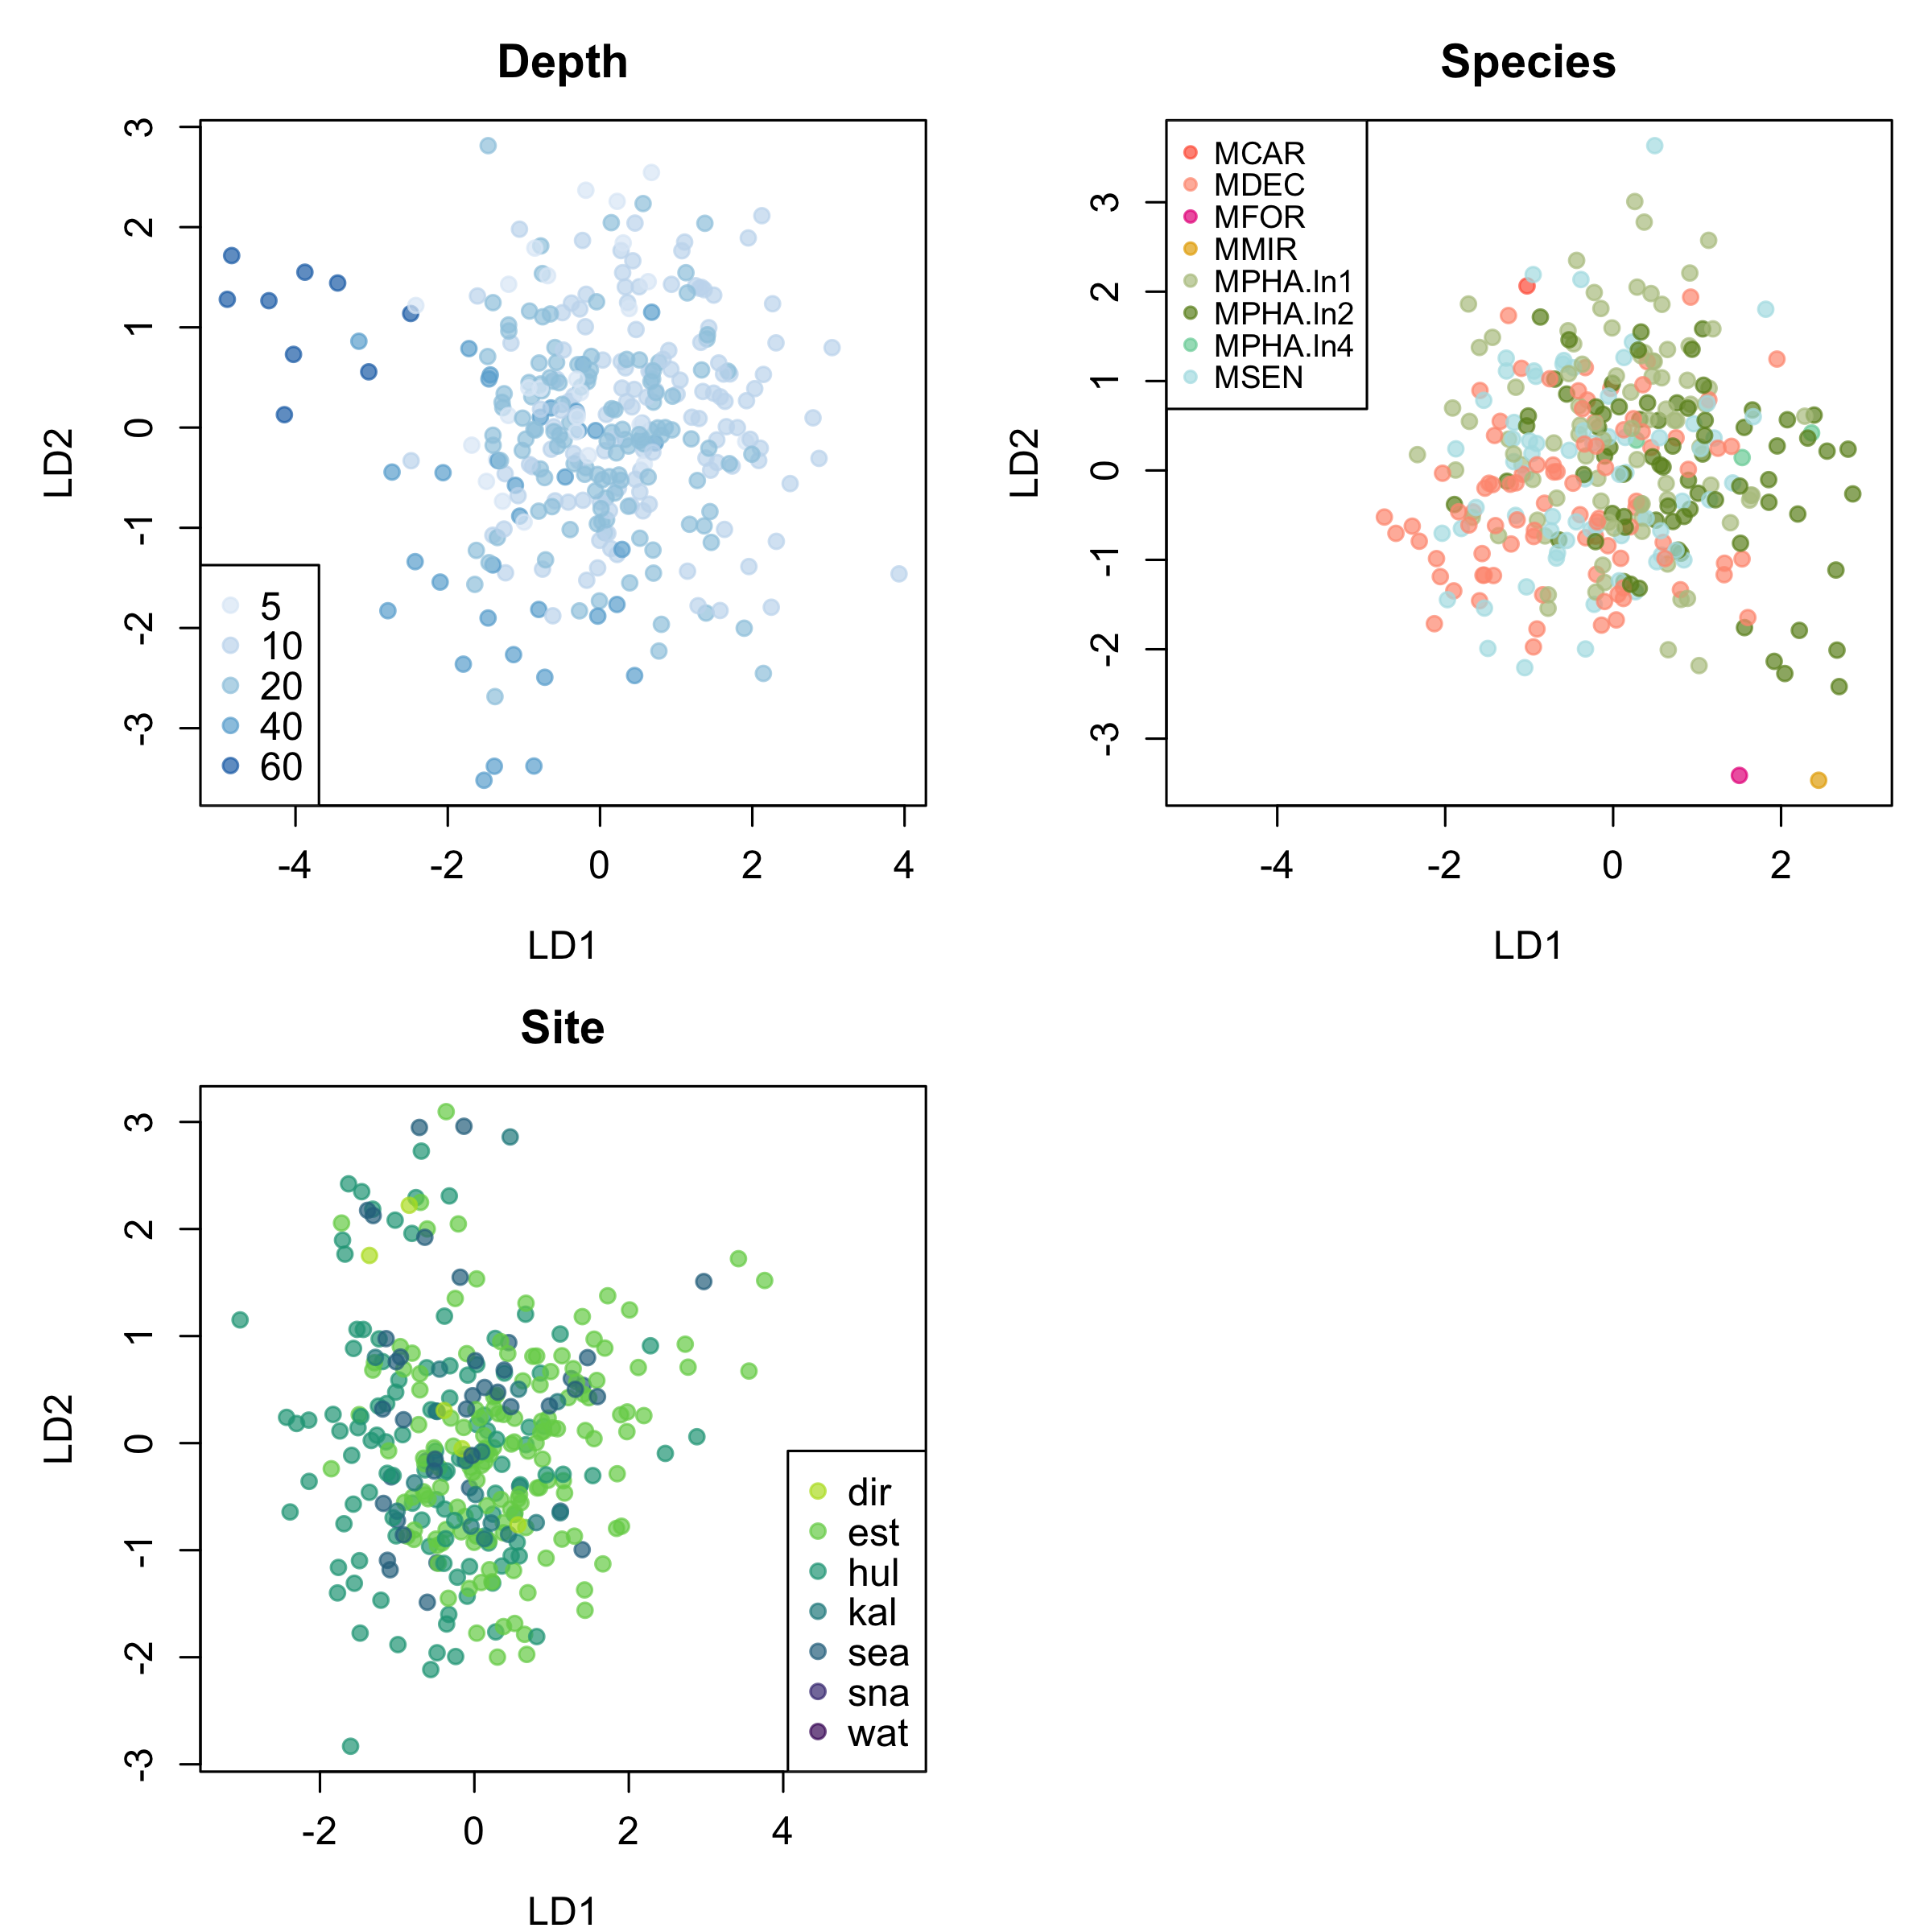 Depth
3
2
1
0
-1
-2
-3
LD2
5
10
20
40
60
-4
-2
0
2
4
LD1
Species
3
2
1
0
-1
-2
-3
LD2
MCAR
MDEC
MFOR
MMIR
MPHA.ln1
MPHA.ln2
MPHA.ln4
MSEN
-4
-2
0
2
LD1
Site
3
2
1
0
-1
-2
-3
LD2
dir
est
hul
kal
sea
sna
wat
-2
0
2
4
LD1